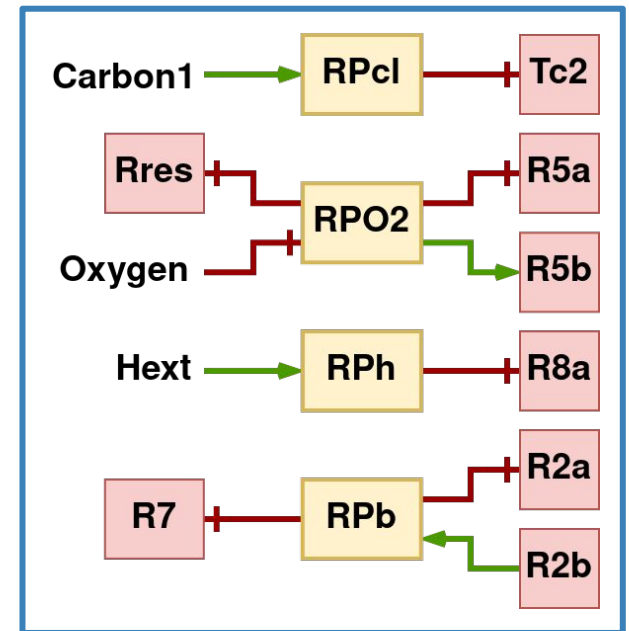 Carbon1
RPcl
Tc2
Rres
RPO2
R5a
Oxygen
R5b
Hext
RPh
R8a
R2a
R7
RPb
R2b